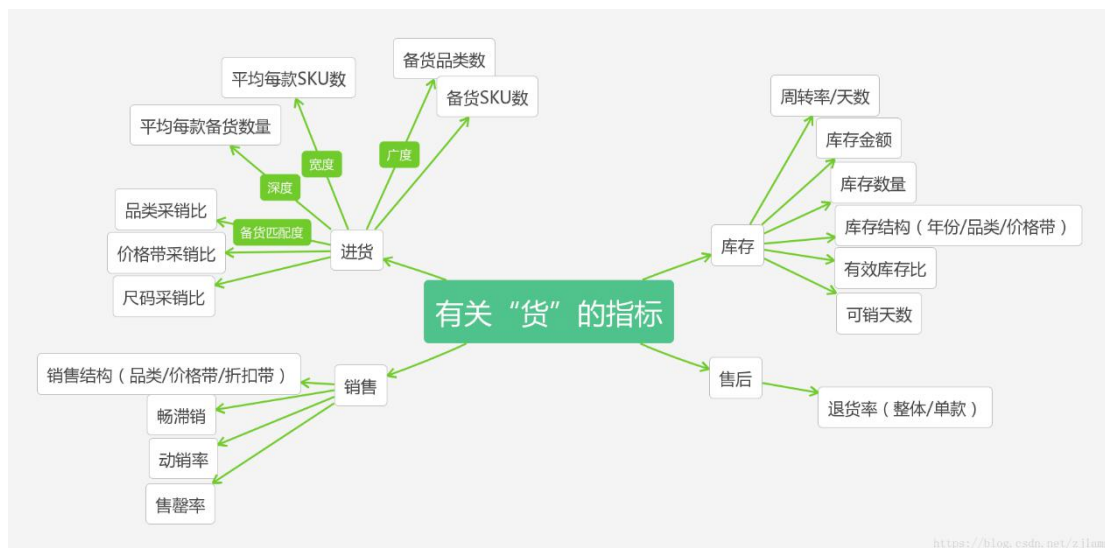 备货品类数
平均每款SKU数
备货SKU数
平均每款备货数量
广度
宽度
深度
品类采销比
备货匹配度
价格带采销比
进货
尺码采销比
周转率/天数
库存金额
库存数量
库存结构（年份/品类/价格带）
库存
有效库存比
可销天数
有关“货”的指标
销售结构（品类/价格带/折扣带）
销售
畅滞销
动销率
售罄率
售后
退货率（整体/单款）